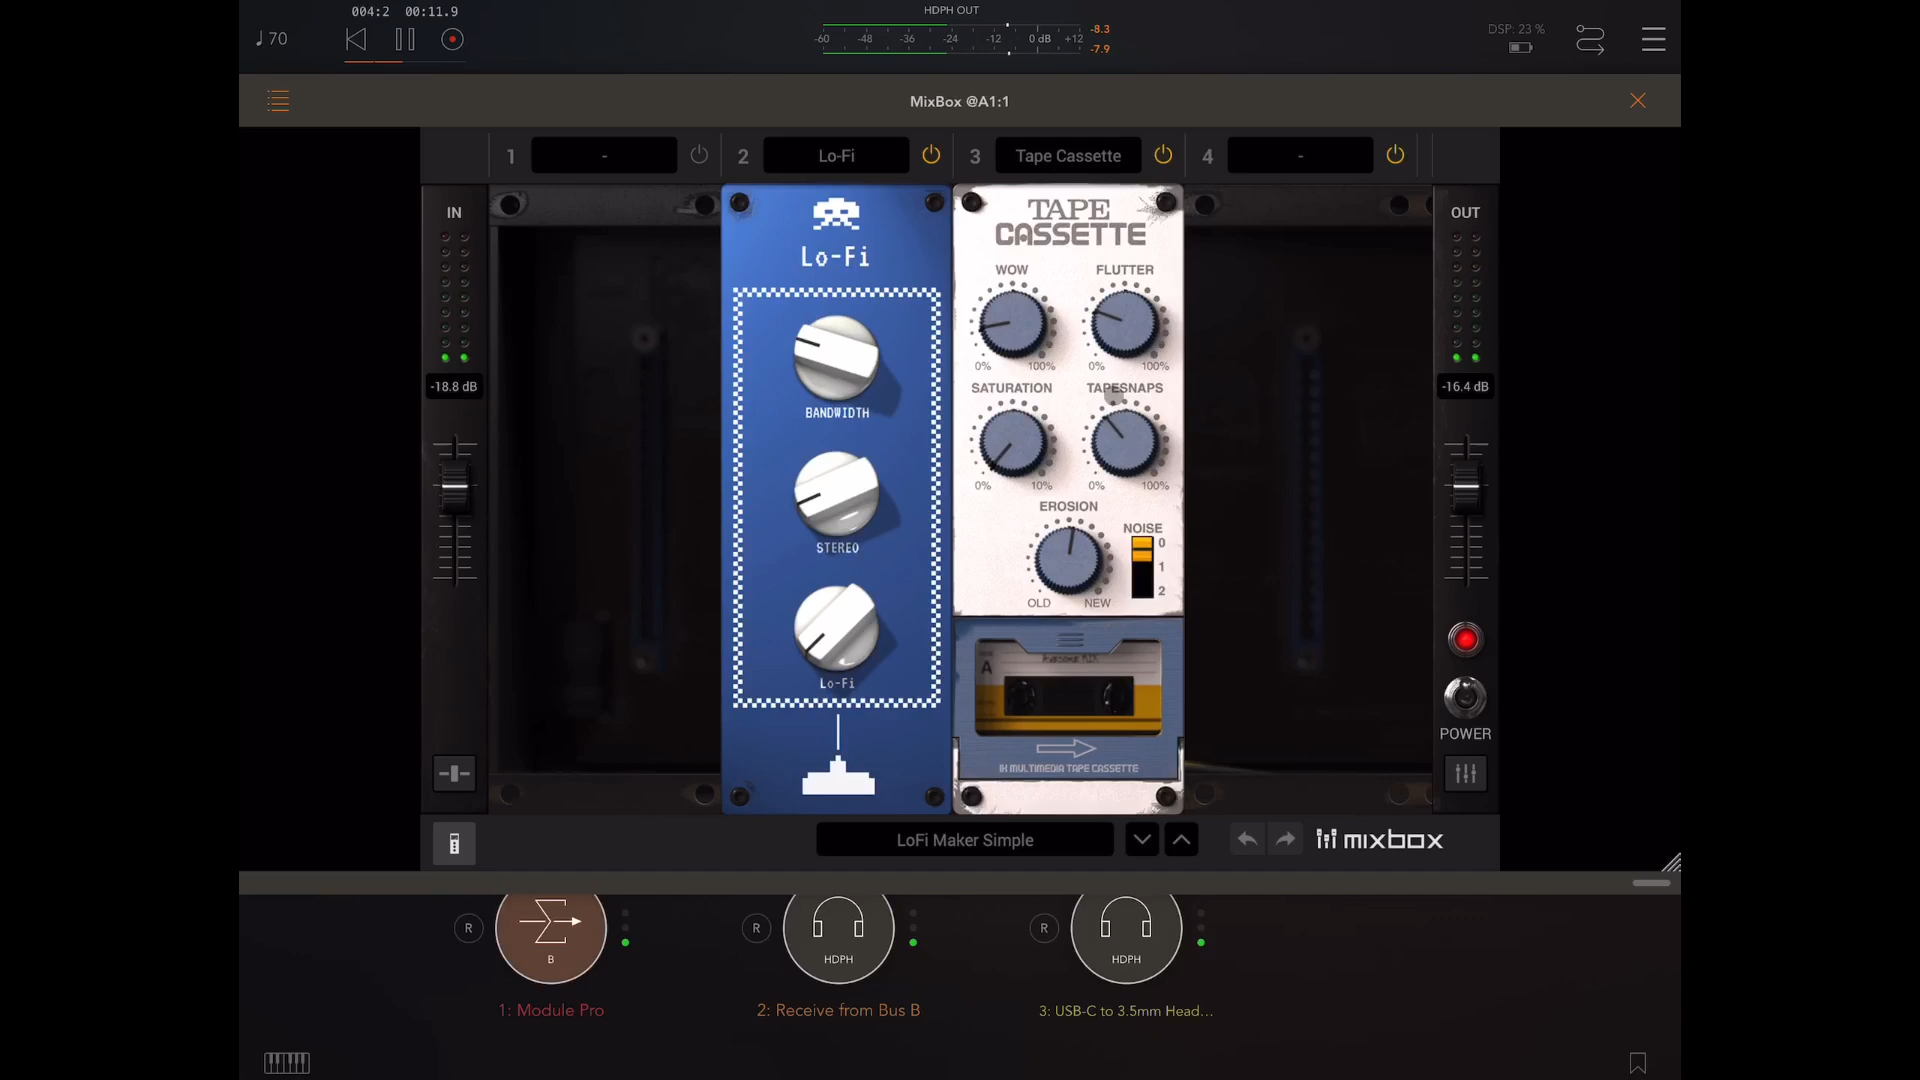 004:2 00:11.9
HDPH OUT
♩70
-60 -48 -36 -24 -12 0 dB +12
-8.3
-7.9
DSP: 23 %
MixBox @A1:1
1 - 2 Lo-Fi 3 Tape Cassette 4 -
IN
OUT
-18.8 dB
-16.4 dB
Lo-Fi
BANDWIDTH
STEREO
Lo-Fi
TAPE
CASSETTE
WOW FLUTTER
0% 100% 0% 100%
SATURATION TAPESNAPS
0% 10% 0% 100%
EROSION
NOISE
0
1
2
OLD NEW
A
IK MULTIMEDIA TAPE CASSETTE
POWER
LoFi Maker Simple
mixbox
R B R HDPH R HDPH
1: Module Pro
2: Receive from Bus B
3: USB-C to 3.5mm Head...